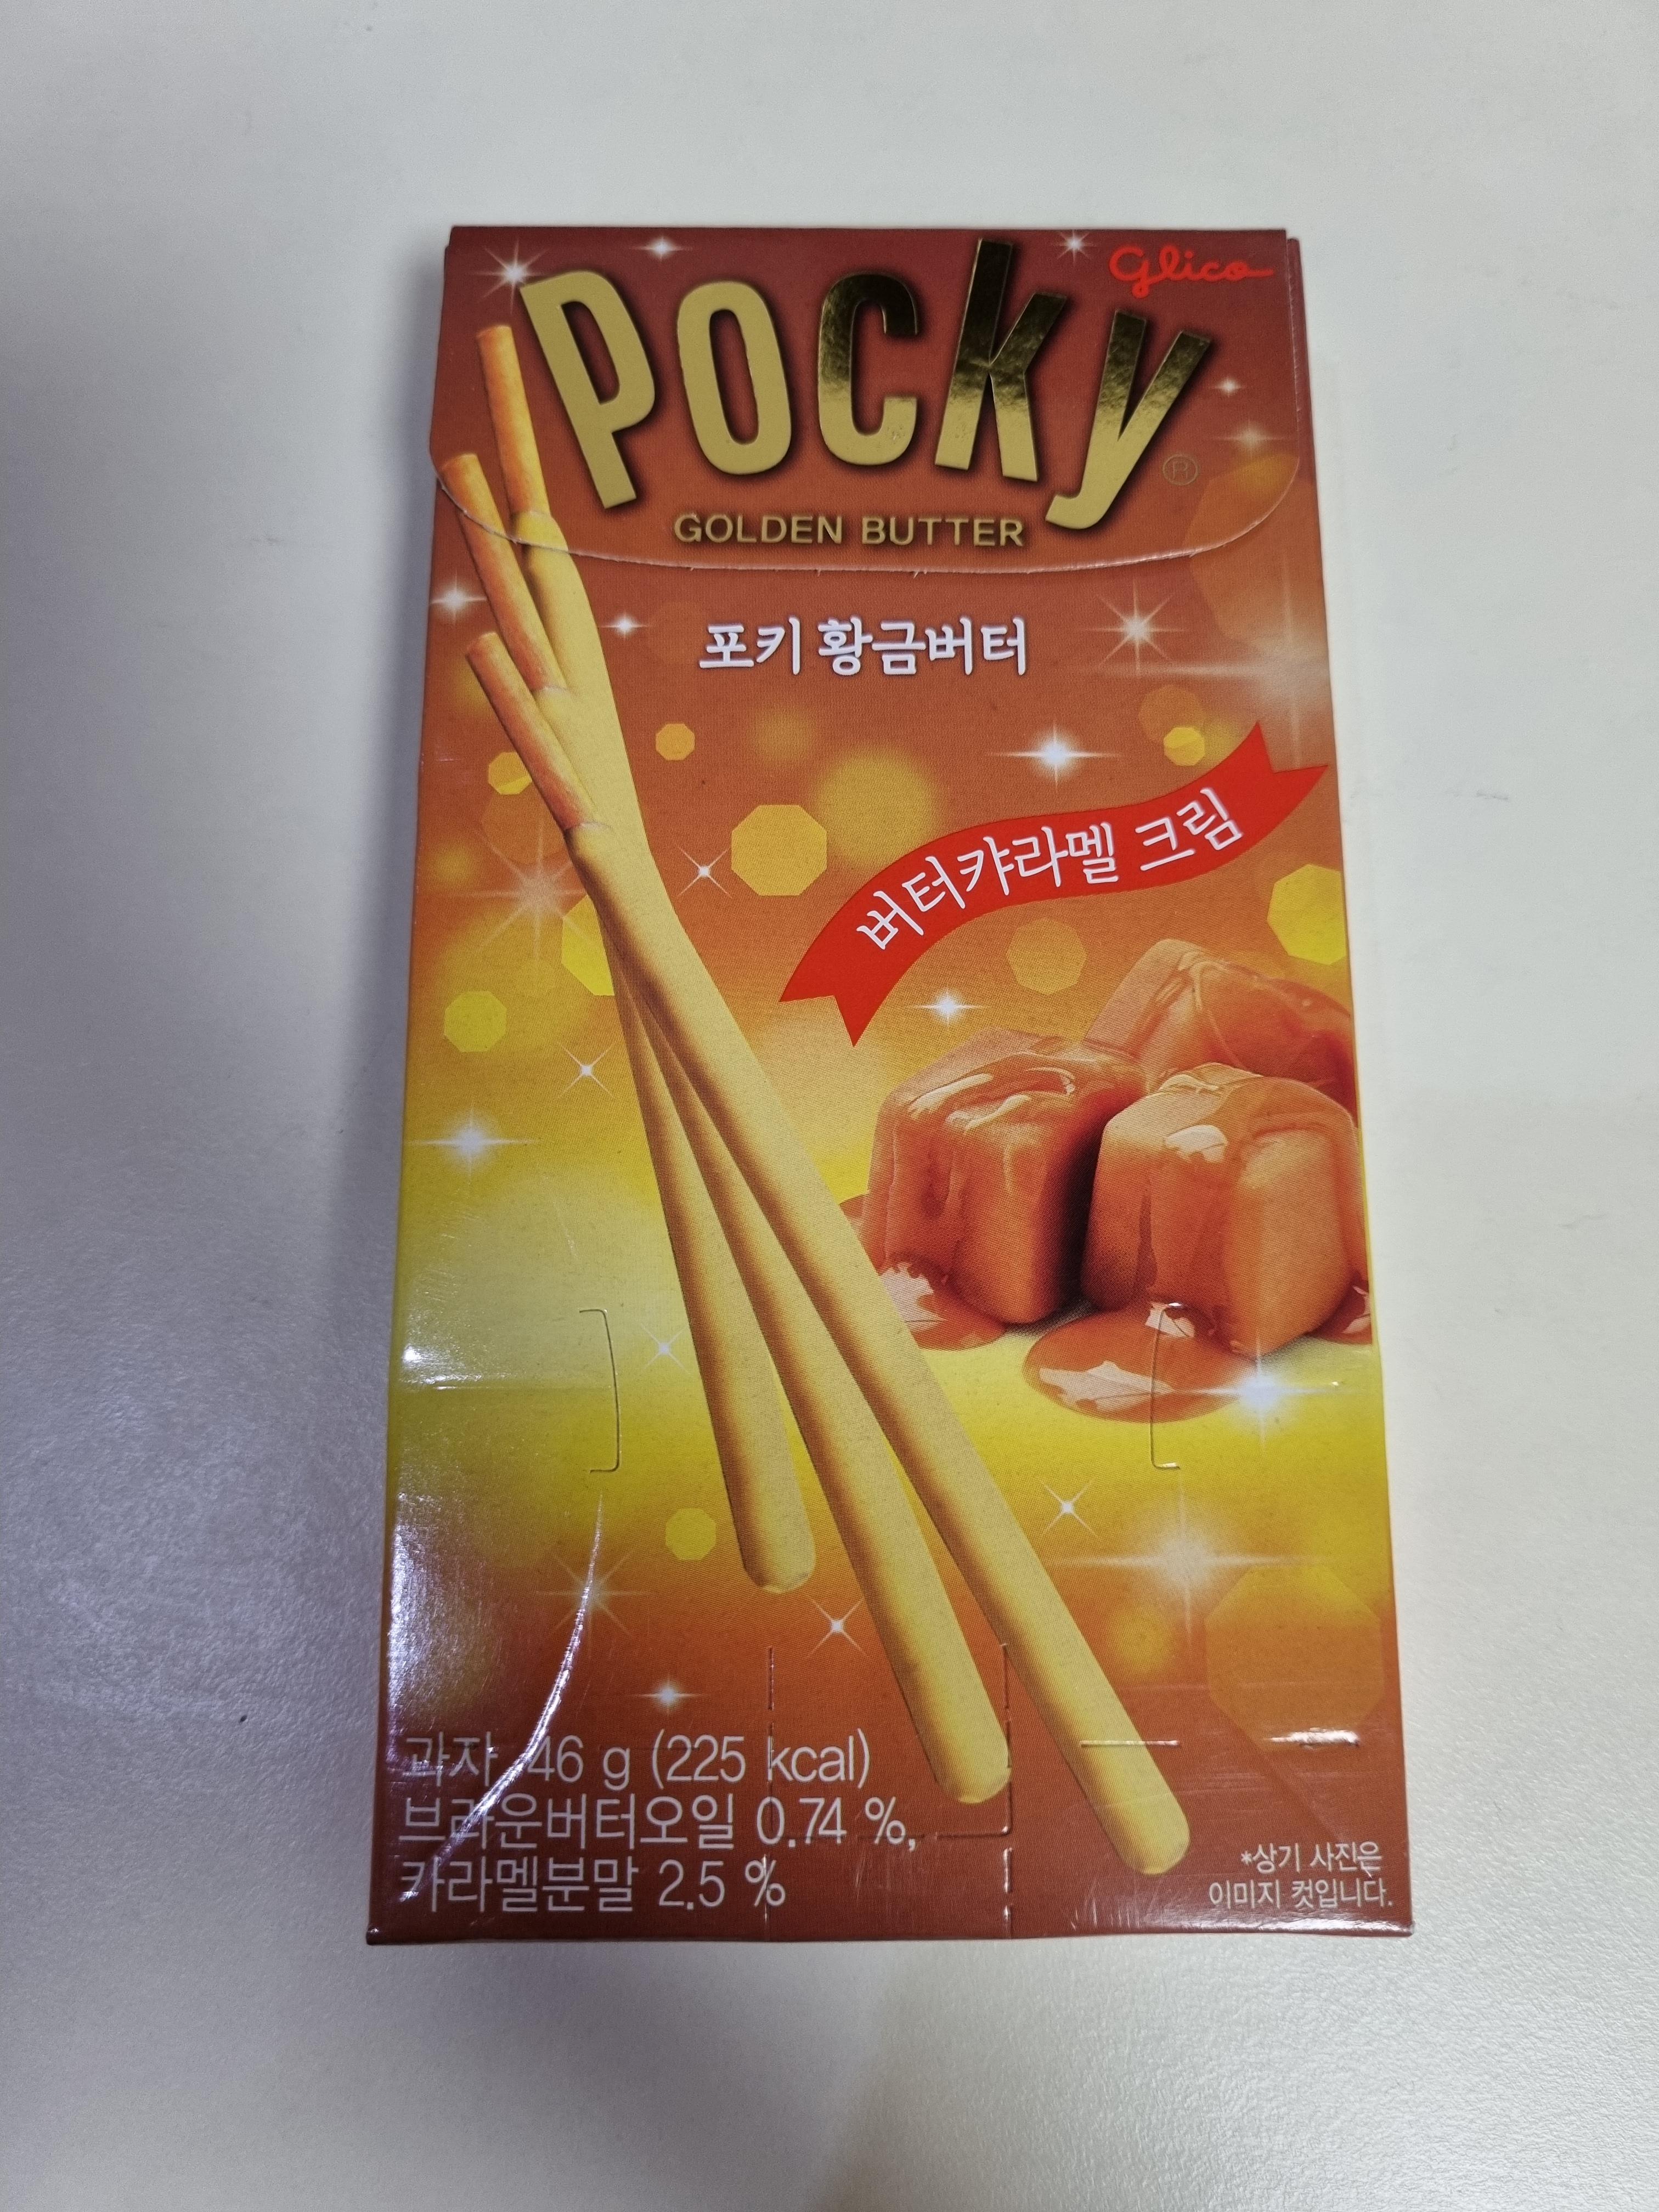 Glico
Pocky®
GOLDEN BUTTER
포키 황금버터
버터캬라멜 크림
과자 46 g (225 kcal)
브라운버터오일 0.74 %,
카라멜분말 2.5 %
*상기 사진은
이미지 컷입니다.